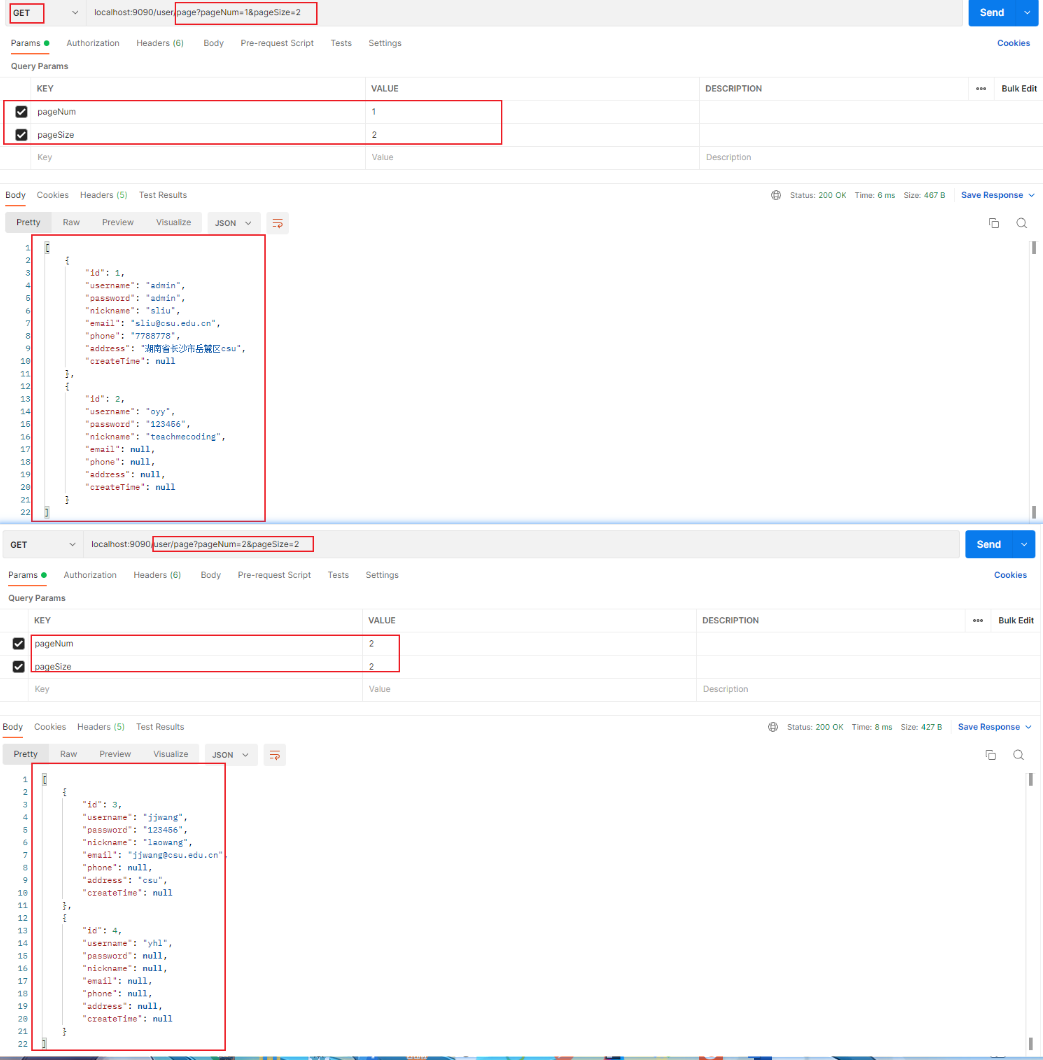 GET localhost:9090/user/page?pageNum=1&pageSize=2 Send
Params Authorization Headers (6) Body Pre-request Script Tests Settings Cookies
Query Params
KEY VALUE DESCRIPTION ••• Bulk Edit
pageNum 1
pageSize 2
Key Value Description
Body Cookies Headers (5) Test Results Status: 200 OK Time: 6 ms Size: 467 B Save Response
Pretty Raw Preview Visualize JSON
1 [
2 {
3 "id": 1,
4 "username": "admin",
5 "password": "admin",
6 "nickname": "sliu",
7 "email": "sliu@csu.edu.cn",
8 "phone": "7788778",
9 "address": "湖南省长沙市岳麓区csu",
10 "createTime": null
11 },
12 {
13 "id": 2,
14 "username": "oyy",
15 "password": "123456",
16 "nickname": "teachmecoding",
17 "email": null,
18 "phone": null,
19 "address": null,
20 "createTime": null
21 }
22 ]
GET localhost:9090/user/page?pageNum=2&pageSize=2 Send
Params Authorization Headers (6) Body Pre-request Script Tests Settings Cookies
Query Params
KEY VALUE DESCRIPTION ••• Bulk Edit
pageNum 2
pageSize 2
Key Value Description
Body Cookies Headers (5) Test Results Status: 200 OK Time: 8 ms Size: 427 B Save Response
Pretty Raw Preview Visualize JSON
1 [
2 {
3 "id": 3,
4 "username": "jjwang",
5 "password": "123456",
6 "nickname": "laowang",
7 "email": "jjwang@csu.edu.cn",
8 "phone": null,
9 "address": "csu",
10 "createTime": null
11 },
12 {
13 "id": 4,
14 "username": "yhl",
15 "password": null,
16 "nickname": null,
17 "email": null,
18 "phone": null,
19 "address": null,
20 "createTime": null
21 }
22 ]